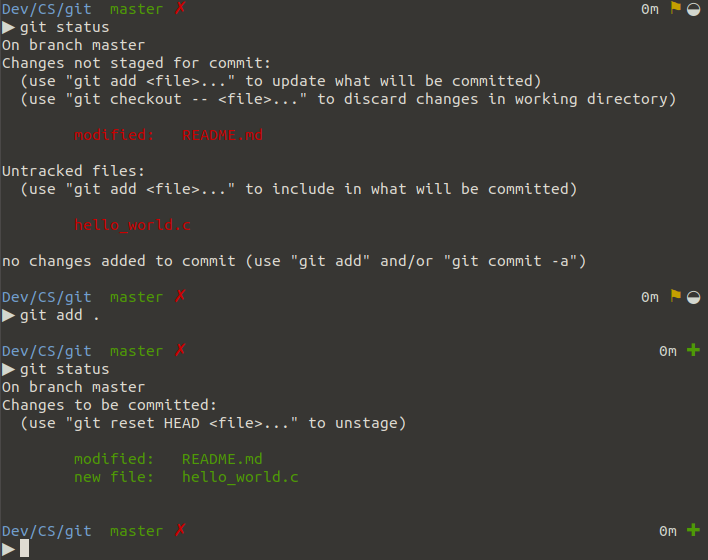 Dev/CS/git master ✗ 0m ⚑ ◒
▶ git status
On branch master
Changes not staged for commit:
  (use "git add <file>..." to update what will be committed)
  (use "git checkout -- <file>..." to discard changes in working directory)
        modified:   README.md
Untracked files:
  (use "git add <file>..." to include in what will be committed)
        hello_world.c
no changes added to commit (use "git add" and/or "git commit -a")
Dev/CS/git master ✗ 0m ⚑ ◒
▶ git add .
Dev/CS/git master ✗ 0m ✚
▶ git status
On branch master
Changes to be committed:
  (use "git reset HEAD <file>..." to unstage)
        modified:   README.md
        new file:   hello_world.c
Dev/CS/git master ✗ 0m ✚
▶